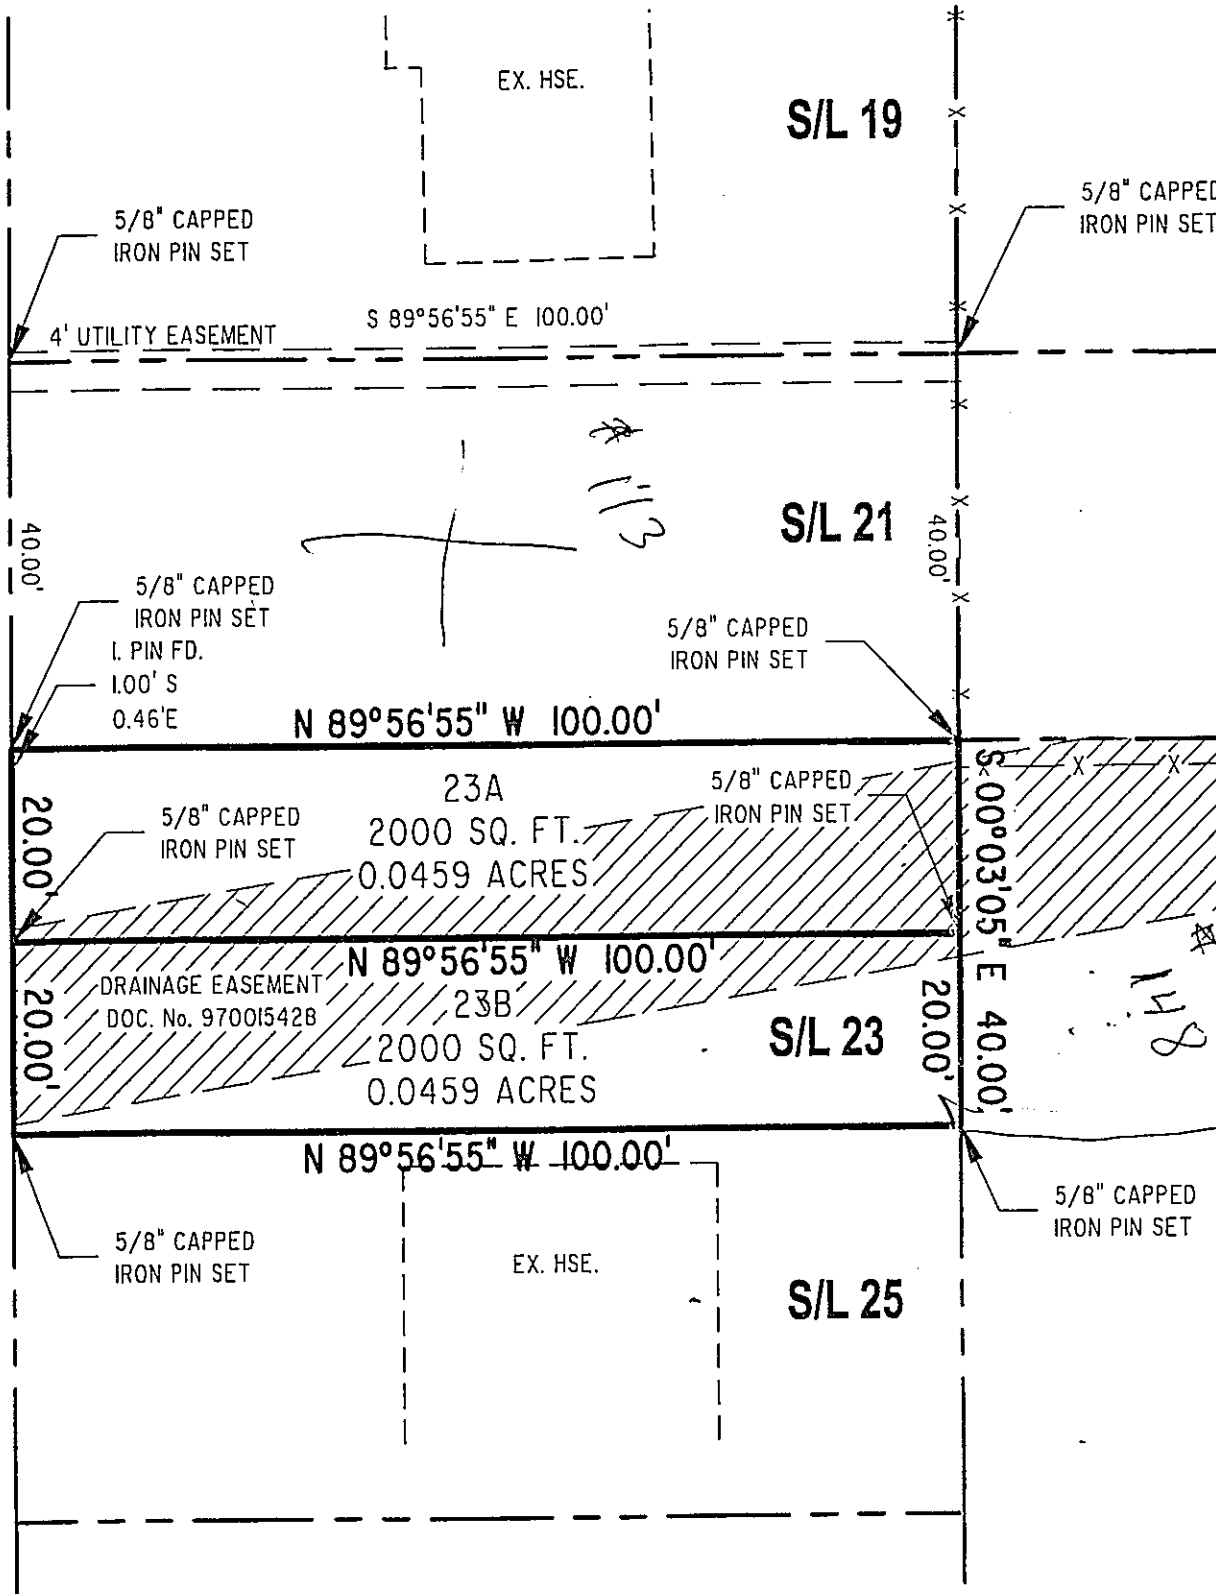 EX. HSE.
S/L 19
5/8" CAPPED
IRON PIN SET
5/8" CAPPED
IRON PIN SET
4' UTILITY EASEMENT
S 89°56'55" E 100.00'
* 113
S/L 21
40.00'
40.00'
5/8" CAPPED
IRON PIN SET
I. PIN FD.
1.00' S
0.46'E
5/8" CAPPED
IRON PIN SET
N 89°56'55" W 100.00'
23A
2000 SQ. FT.
0.0459 ACRES
5/8" CAPPED
IRON PIN SET
5/8" CAPPED
IRON PIN SET
20.00'
S 00°03'05" E 40.00'
N 89°56'55" W 100.00'
DRAINAGE EASEMENT
DOC. No. 97001542B
23B
2000 SQ. FT.
0.0459 ACRES
S/L 23
20.00'
20.00'
148
N 89°56'55" W 100.00'
5/8" CAPPED
IRON PIN SET
5/8" CAPPED
IRON PIN SET
EX. HSE.
S/L 25